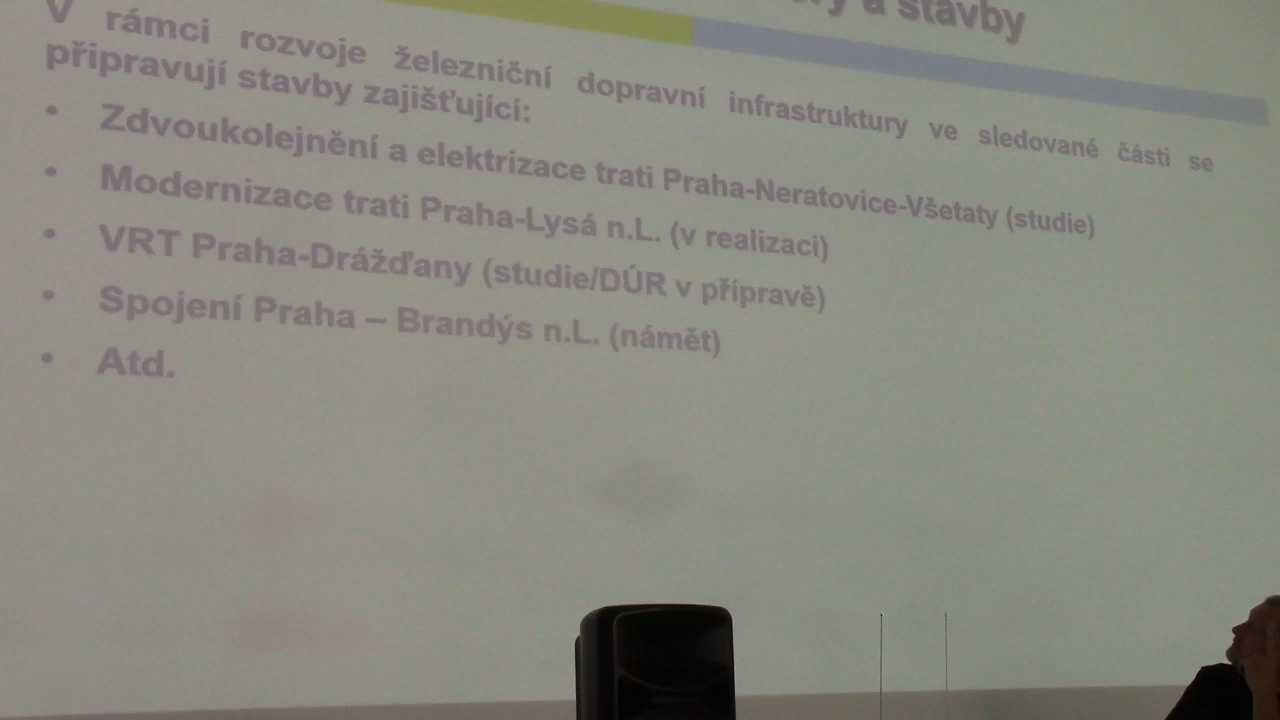 a stavby
V rámci rozvoje železniční dopravní infrastruktury ve sledované části se
připravují stavby zajišťující:
• Zdvoukolejnění a elektrizace trati Praha-Neratovice-Všetaty (studie)
• Modernizace trati Praha-Lysá n.L. (v realizaci)
• VRT Praha-Drážďany (studie/DÚR v přípravě)
• Spojení Praha – Brandýs n.L. (námět)
• Atd.